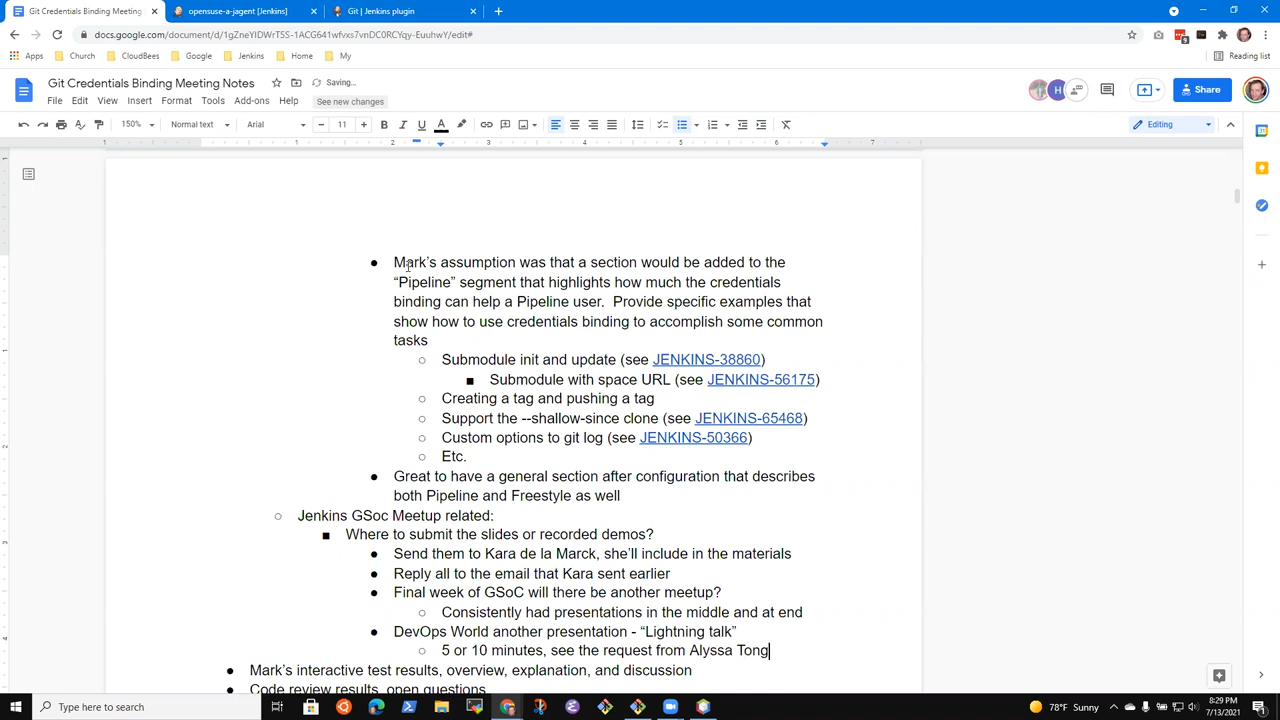 Git Credentials Binding Meeting
opensuse-a-jagent [Jenkins]
Git | Jenkins plugin
docs.google.com/document/d/1gZneYlDWrTSS-1ACG641wfvxs7vnDC0RCYqy-EuuhwY/edit#
Apps Church CloudBees Google Jenkins Home My Reading list
Git Credentials Binding Meeting Notes Saving...
File Edit View Insert Format Tools Add-ons Help See new changes
Share
150% Normal text Arial 11 B I U A Editing
1 1 2 3 4 5 6 7
● Mark's assumption was that a section would be added to the
“Pipeline” segment that highlights how much the credentials
binding can help a Pipeline user. Provide specific examples that
show how to use credentials binding to accomplish some common
tasks
○ Submodule init and update (see JENKINS-38860)
■ Submodule with space URL (see JENKINS-56175)
○ Creating a tag and pushing a tag
○ Support the --shallow-since clone (see JENKINS-65468)
○ Custom options to git log (see JENKINS-50366)
○ Etc.
● Great to have a general section after configuration that describes
both Pipeline and Freestyle as well
○ Jenkins GSoc Meetup related:
■ Where to submit the slides or recorded demos?
● Send them to Kara de la Marck, she'll include in the materials
● Reply all to the email that Kara sent earlier
● Final week of GSoC will there be another meetup?
○ Consistently had presentations in the middle and at end
● DevOps World another presentation - “Lightning talk”
○ 5 or 10 minutes, see the request from Alyssa Tong
● Mark's interactive test results, overview, explanation, and discussion
● Code review results, open questions
Type here to search
78°F Sunny
8:29 PM
7/13/2021